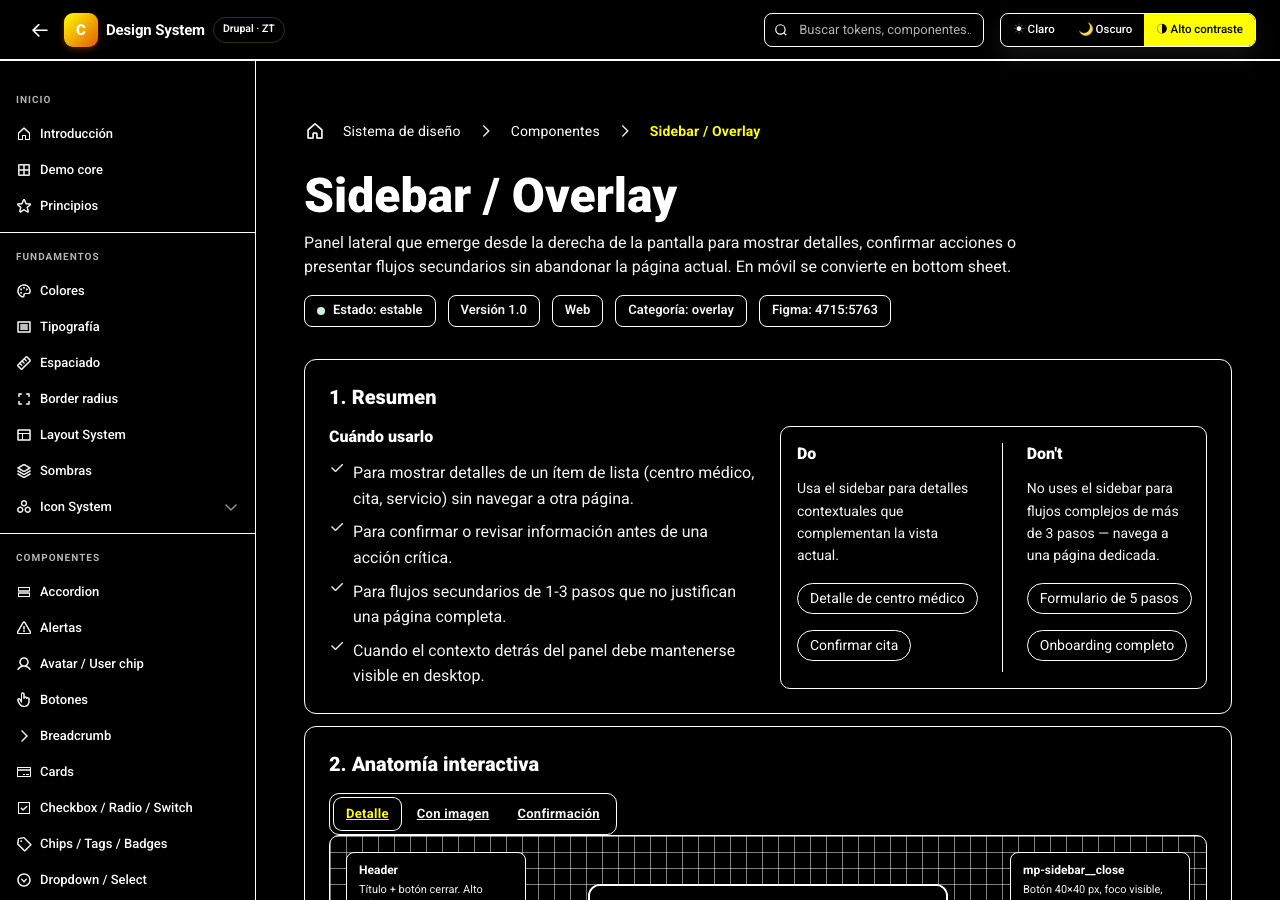 C Design System Drupal · ZT
Buscar tokens, componentes..
Claro Oscuro Alto contraste
INICIO
Introducción
Demo core
Principios
FUNDAMENTOS
Colores
Tipografía
Espaciado
Border radius
Layout System
Sombras
Icon System
COMPONENTES
Accordion
Alertas
Avatar / User chip
Botones
Breadcrumb
Cards
Checkbox / Radio / Switch
Chips / Tags / Badges
Dropdown / Select
Sistema de diseño Componentes Sidebar / Overlay
Sidebar / Overlay
Panel lateral que emerge desde la derecha de la pantalla para mostrar detalles, confirmar acciones o
presentar flujos secundarios sin abandonar la página actual. En móvil se convierte en bottom sheet.
Estado: estable Versión 1.0 Web Categoría: overlay Figma: 4715:5763
1. Resumen
Cuándo usarlo
Para mostrar detalles de un ítem de lista (centro médico,
cita, servicio) sin navegar a otra página.
Para confirmar o revisar información antes de una
acción crítica.
Para flujos secundarios de 1-3 pasos que no justifican
una página completa.
Cuando el contexto detrás del panel debe mantenerse
visible en desktop.
Do
Usa el sidebar para detalles
contextuales que
complementan la vista
actual.
Detalle de centro médico
Confirmar cita
Don't
No uses el sidebar para
flujos complejos de más
de 3 pasos — navega a
una página dedicada.
Formulario de 5 pasos
Onboarding completo
2. Anatomía interactiva
Detalle Con imagen Confirmación
Header
Título + botón cerrar. Alto
mp-sidebar__close
Botón 40×40 px, foco visible,